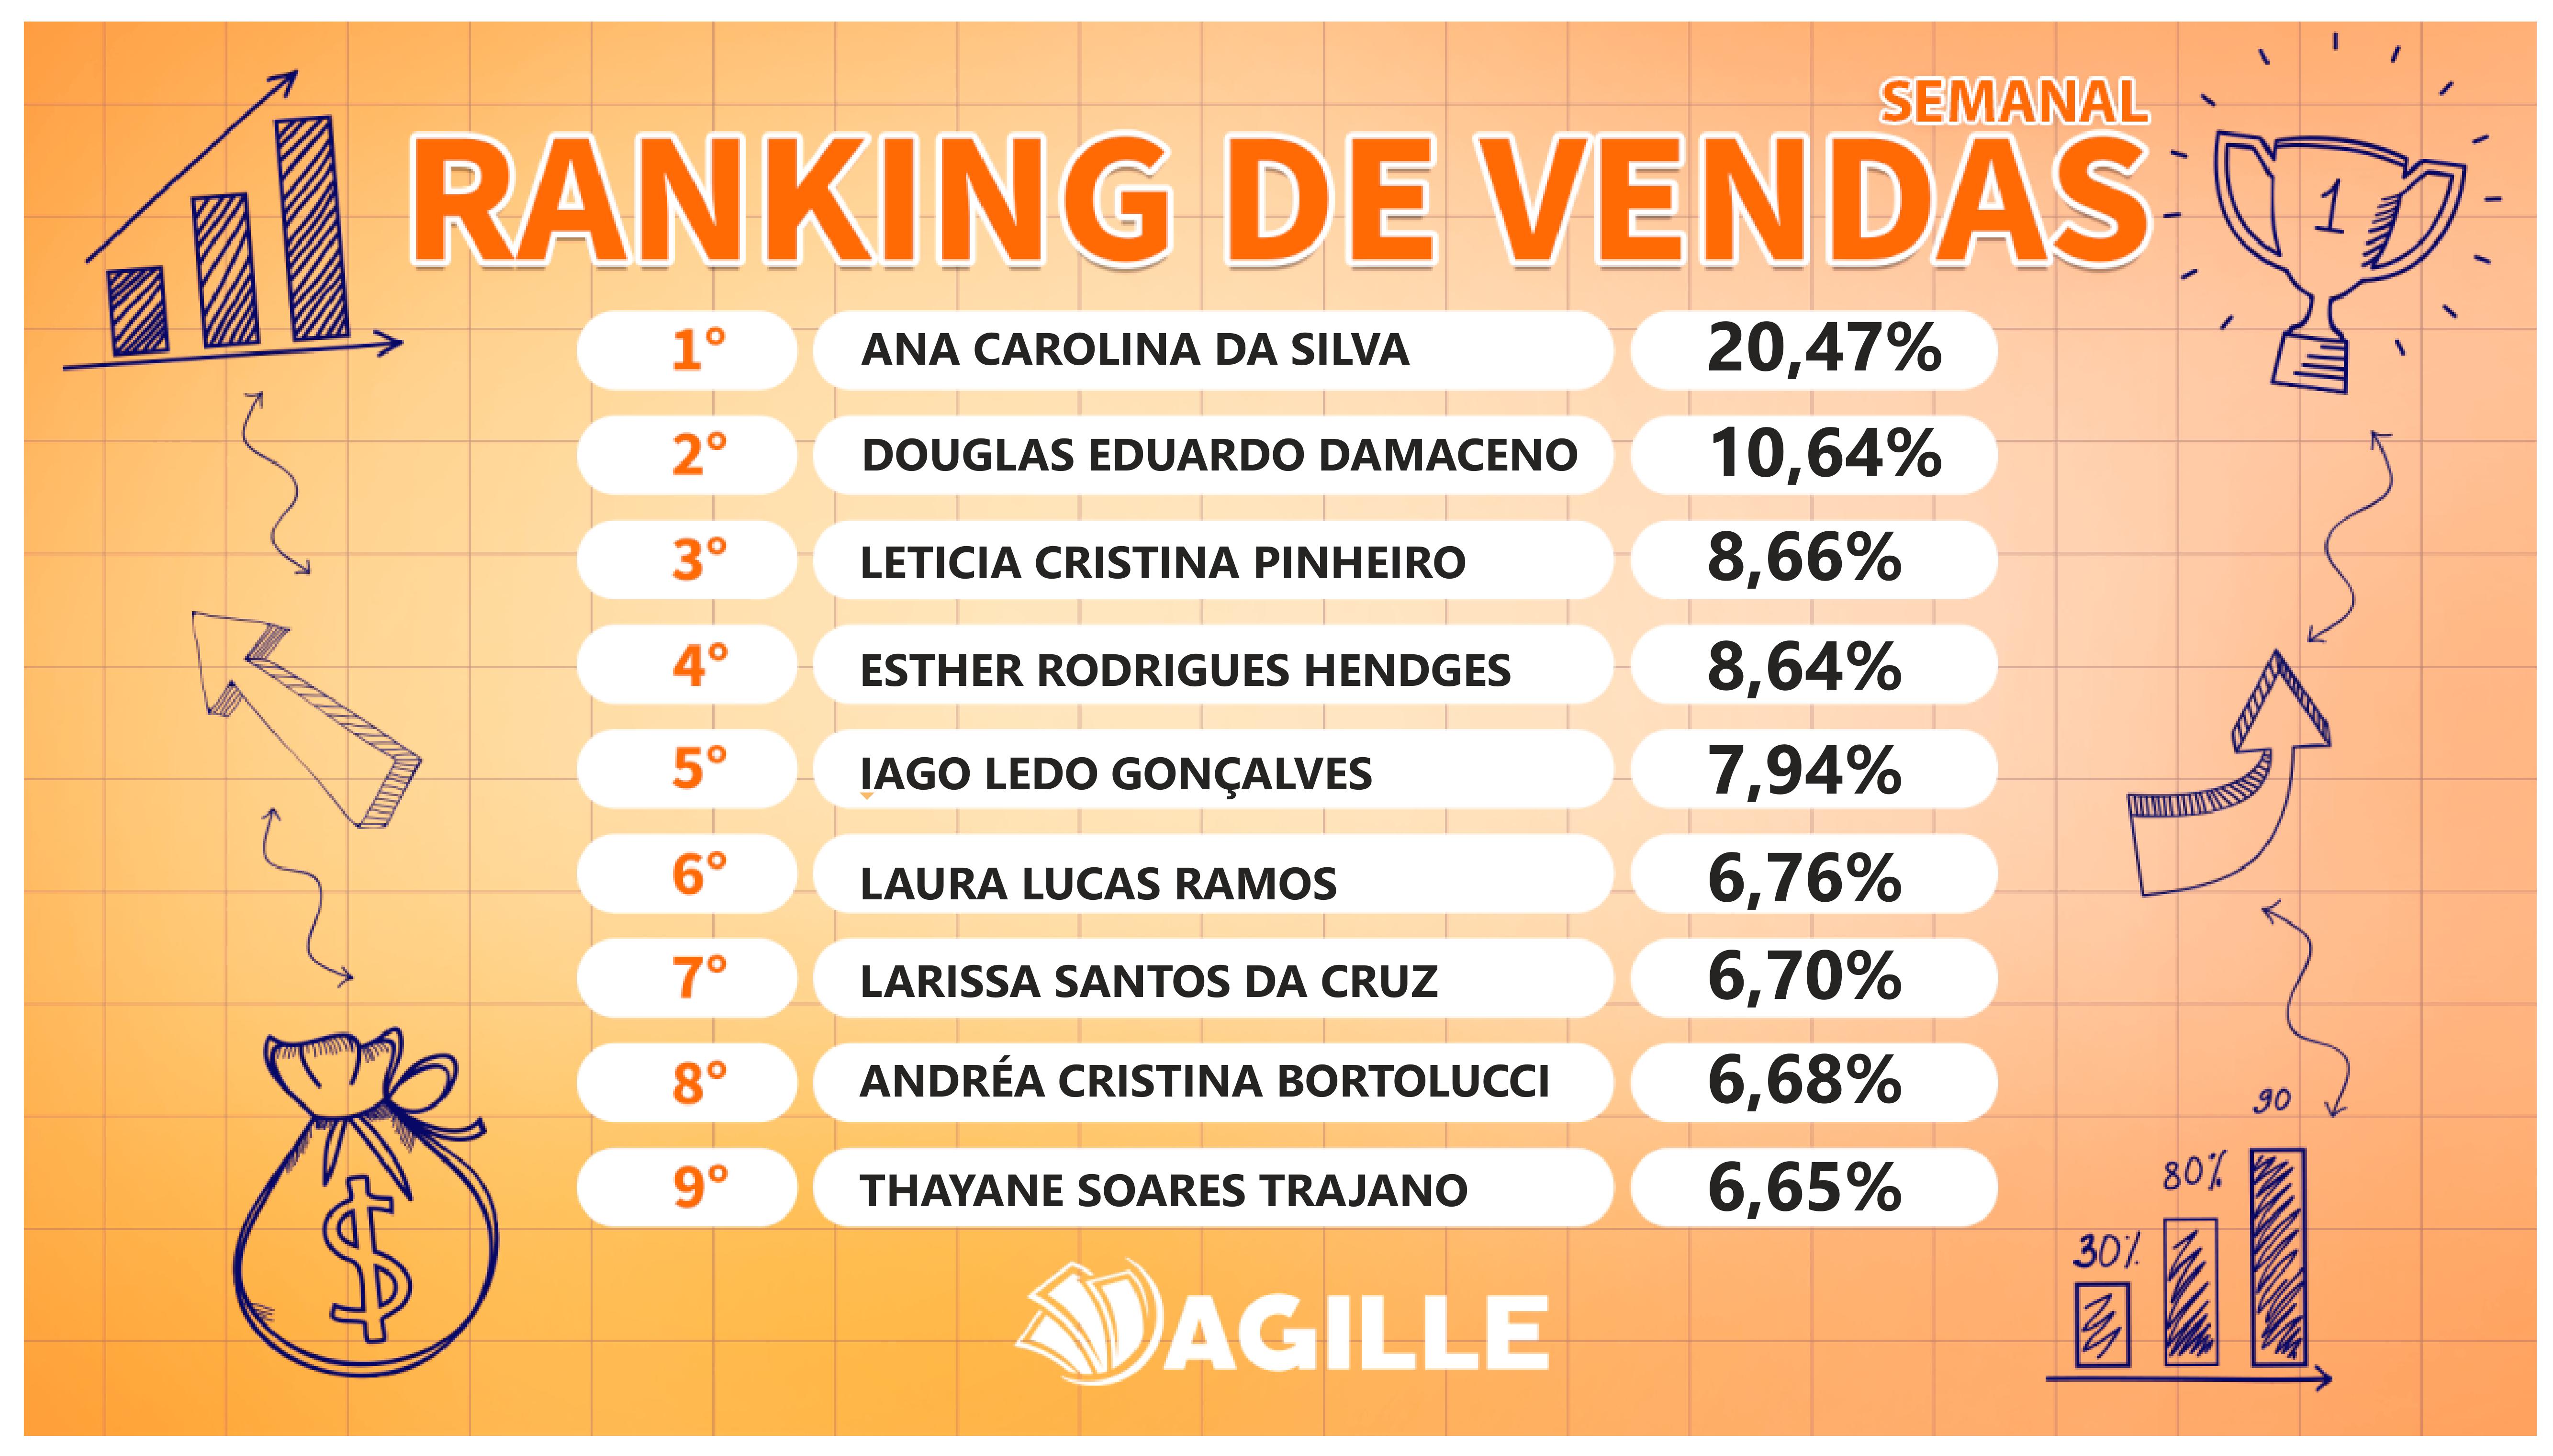 SEMANAL
RANKING DE VENDAS
1
1° ANA CAROLINA DA SILVA 20,47%
2° DOUGLAS EDUARDO DAMACENO 10,64%
3° LETICIA CRISTINA PINHEIRO 8,66%
4° ESTHER RODRIGUES HENDGES 8,64%
5° IAGO LEDO GONÇALVES 7,94%
6° LAURA LUCAS RAMOS 6,76%
7° LARISSA SANTOS DA CRUZ 6,70%
8° ANDRÉA CRISTINA BORTOLUCCI 6,68%
9° THAYANE SOARES TRAJANO 6,65%
$
30%
80%
90
AGILLE